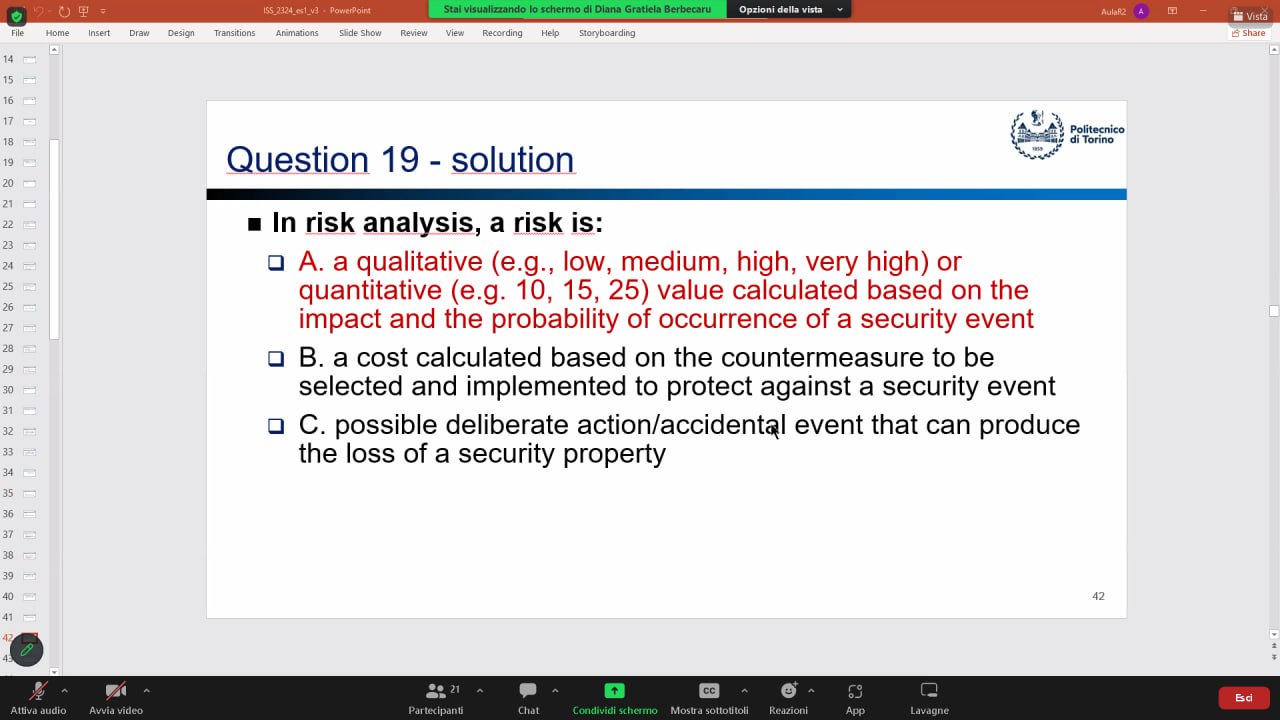 ISS_2324_es1_v3 - PowerPoint
Stai visualizzando lo schermo di Diana Gratiela Berbecaru
Opzioni della vista
AulaR2
A
Vista
File
Home
Insert
Draw
Design
Transitions
Animations
Slide Show
Review
View
Recording
Help
Storyboarding
Share
14
15
16
17
18
19
20
21
22
23
24
25
26
27
28
29
30
31
32
33
34
35
36
37
38
39
40
41
42
43
Politecnico
di Torino
1859
Question 19 - solution
■ In risk analysis, a risk is:
❑ A. a qualitative (e.g., low, medium, high, very high) or
quantitative (e.g. 10, 15, 25) value calculated based on the
impact and the probability of occurrence of a security event
❑ B. a cost calculated based on the countermeasure to be
selected and implemented to protect against a security event
❑ C. possible deliberate action/accidental event that can produce
the loss of a security property
42
Attiva audio
Avvia video
21
Partecipanti
Chat
Condividi schermo
CC
Mostra sottotitoli
Reazioni
App
Lavagne
Esci